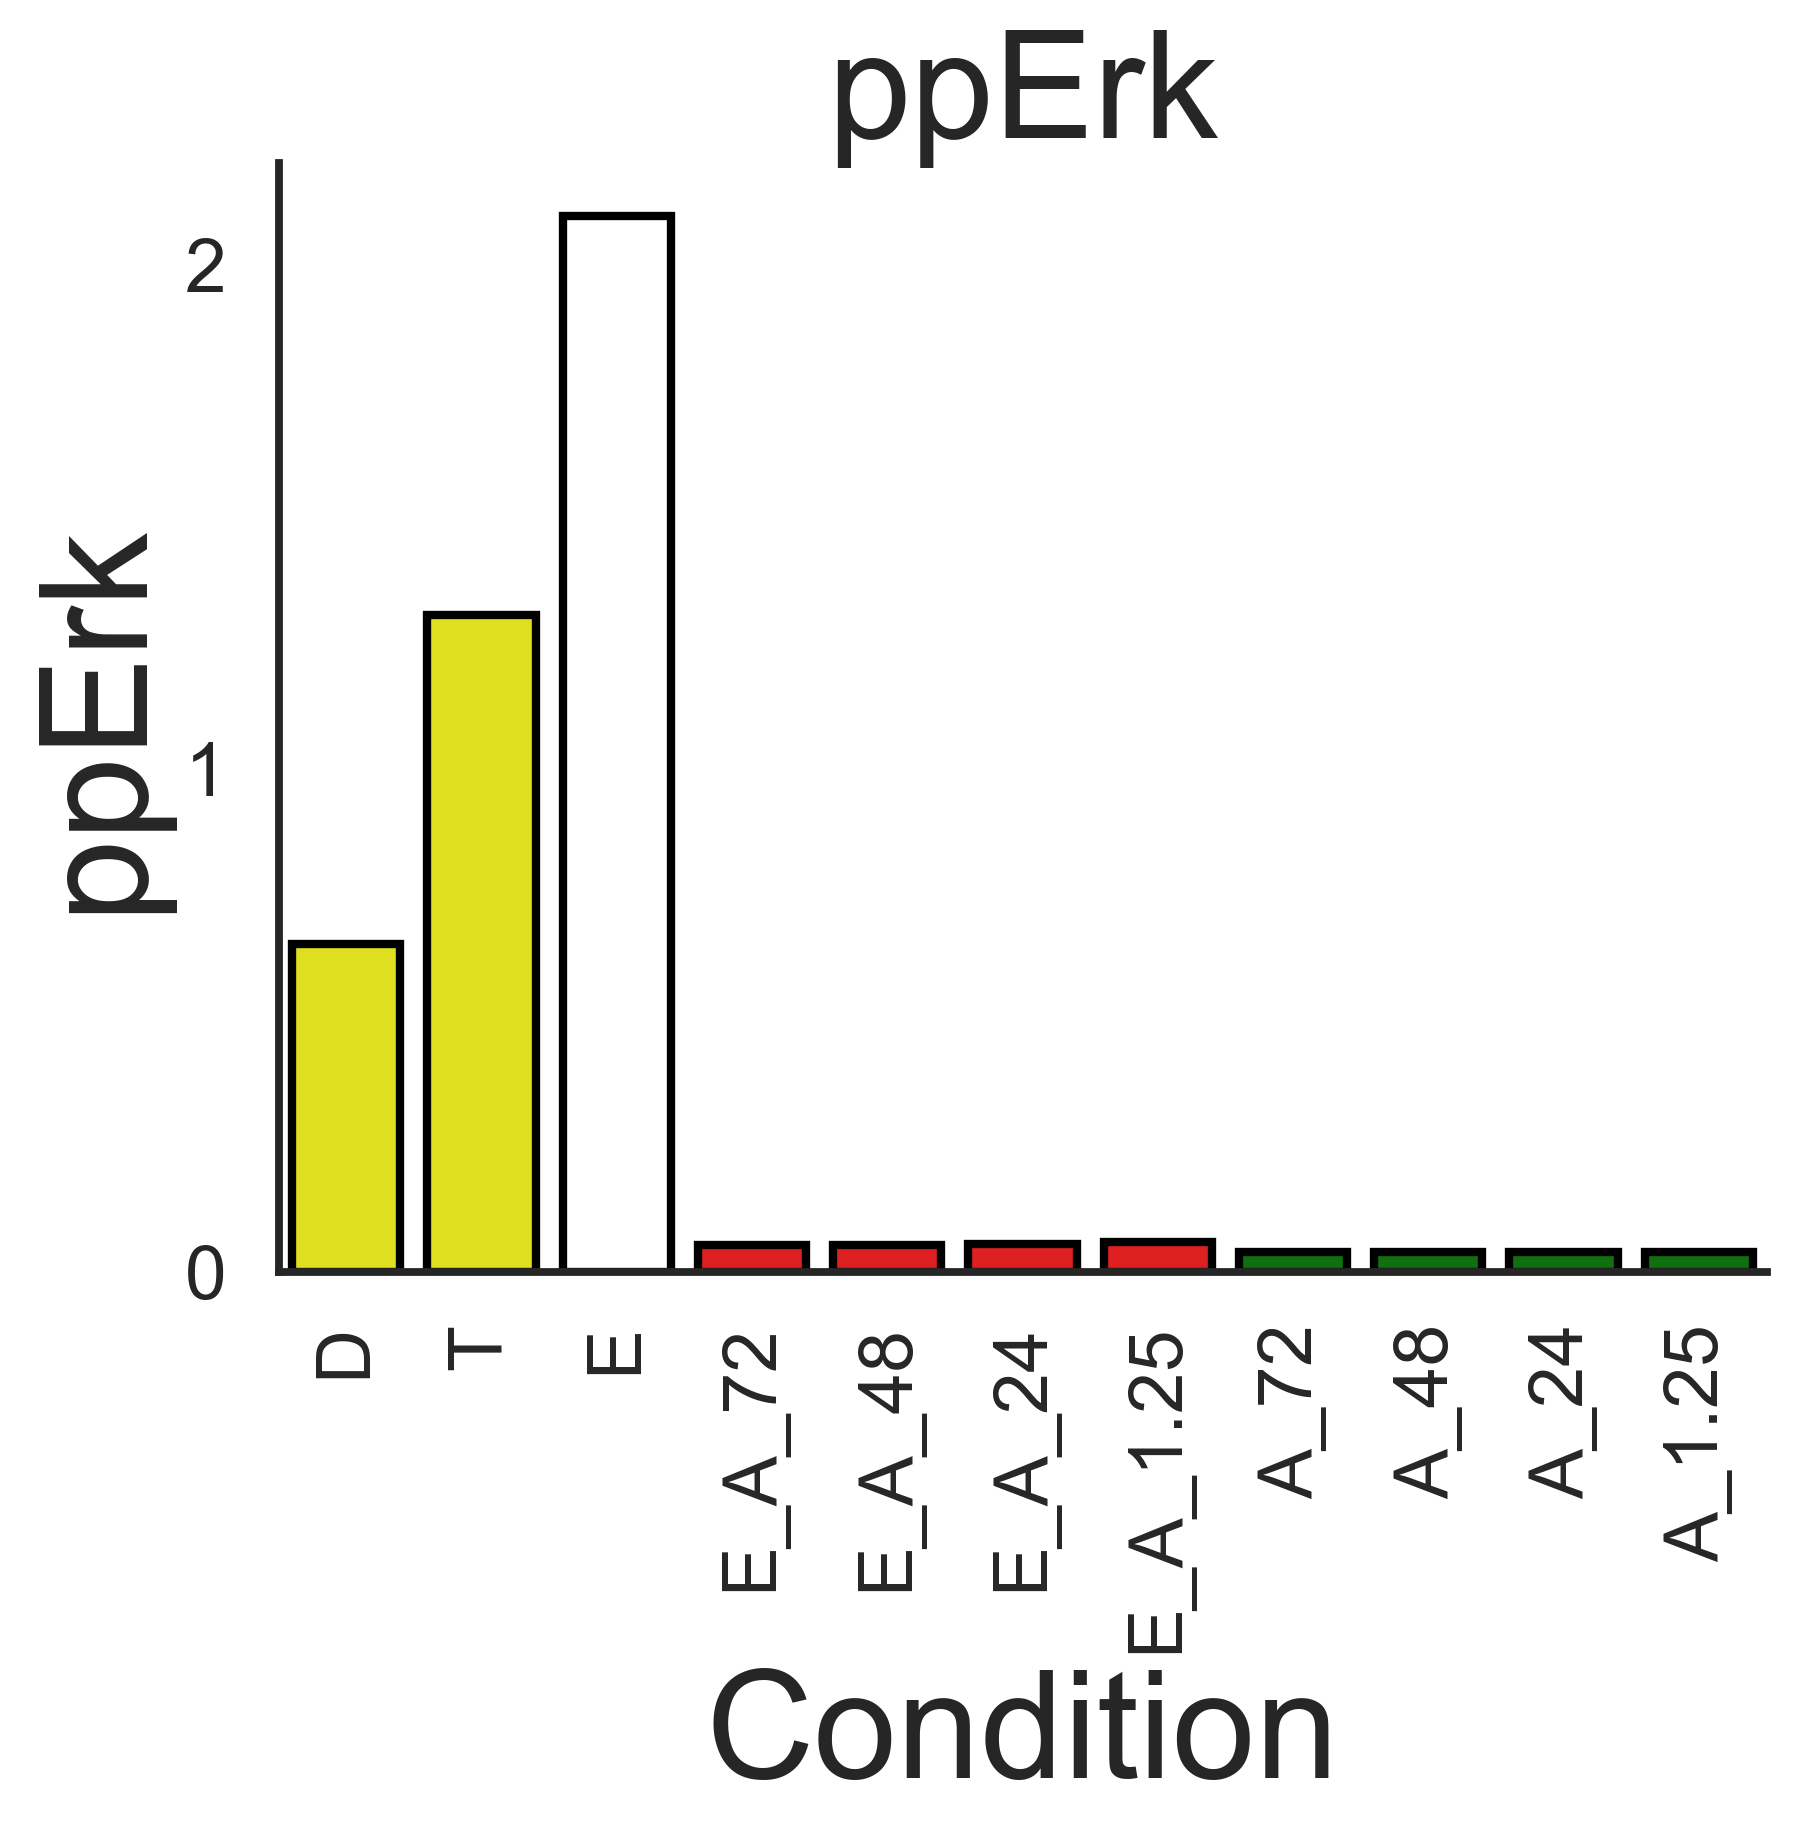 ppErk
ppErk
2
1
0
D
T
E
E_A_72
E_A_48
E_A_24
E_A_1.25
A_72
A_48
A_24
A_1.25
Condition